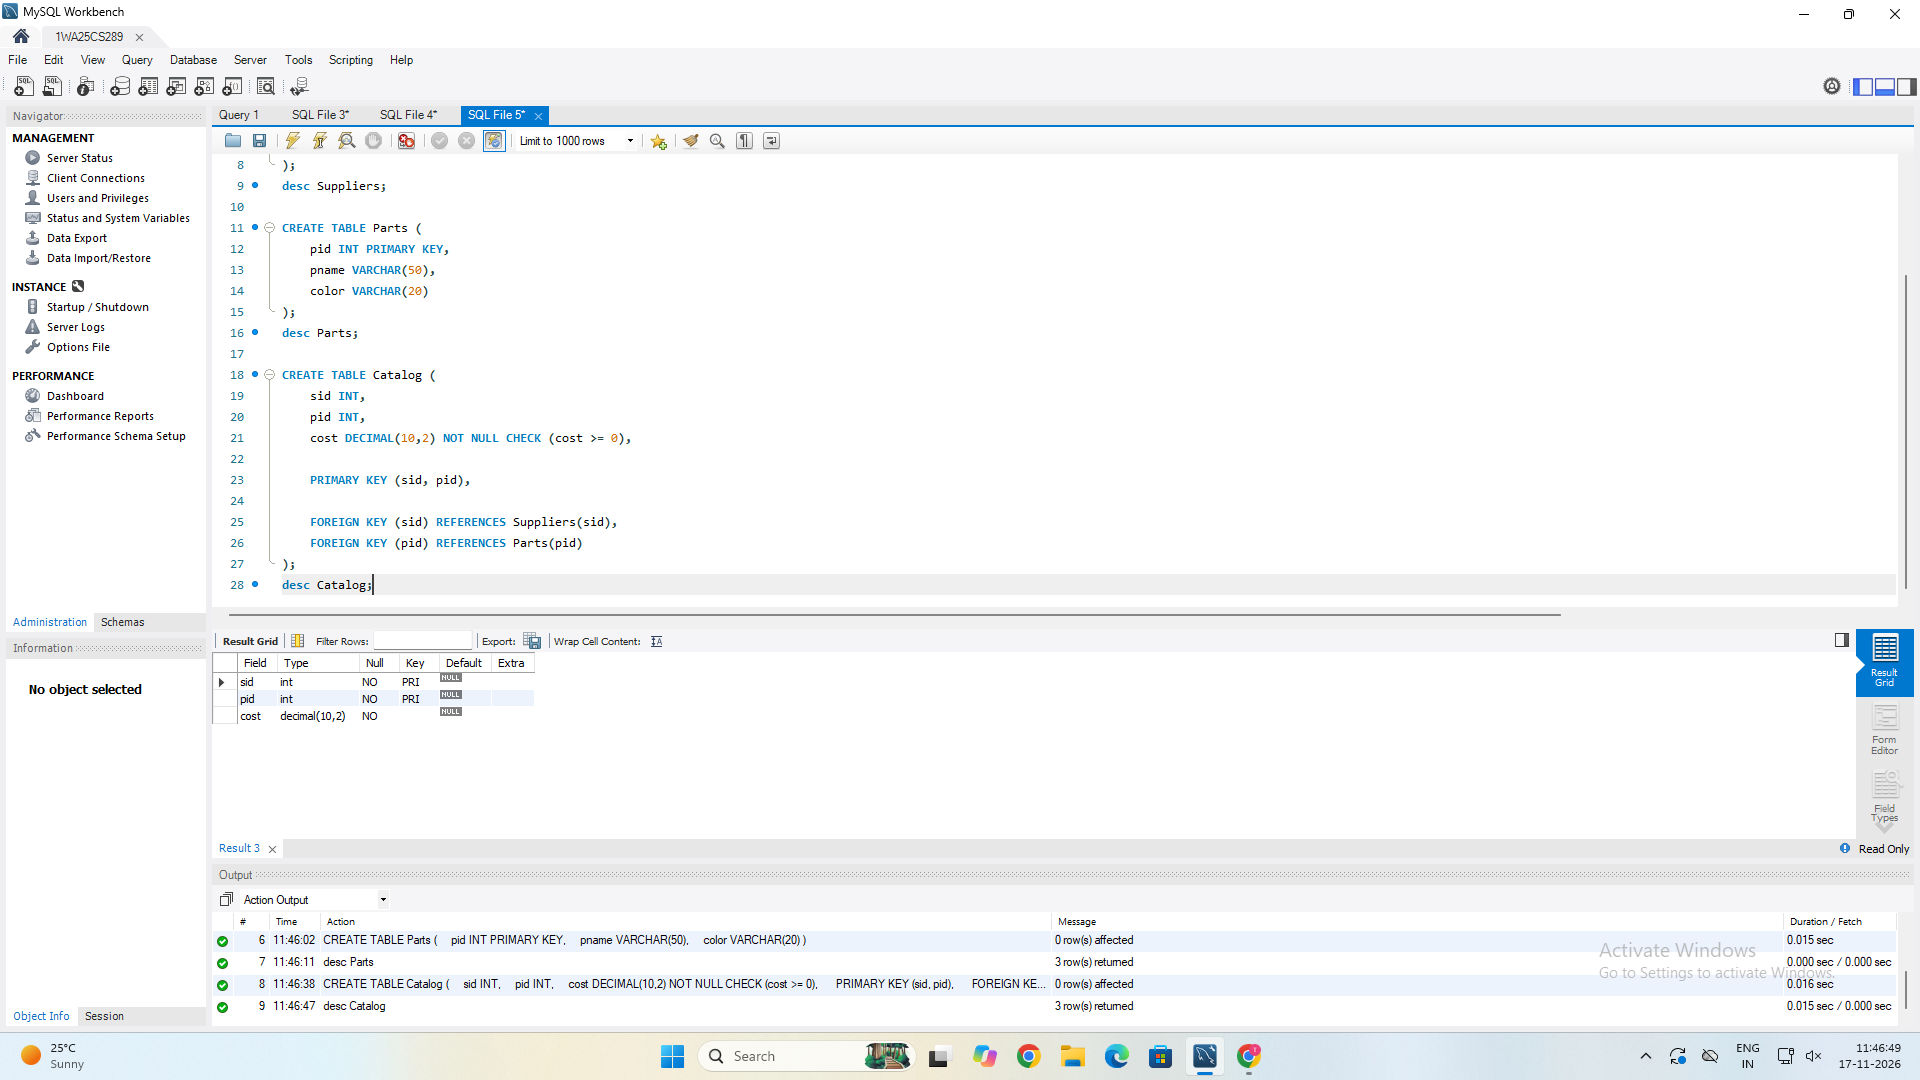 MySQL Workbench
1WA25CS289
File Edit View Query Database Server Tools Scripting Help
Navigator
MANAGEMENT
Server Status
Client Connections
Users and Privileges
Status and System Variables
Data Export
Data Import/Restore
INSTANCE
Startup / Shutdown
Server Logs
Options File
PERFORMANCE
Dashboard
Performance Reports
Performance Schema Setup
Administration Schemas
Information
No object selected
Object Info Session
Query 1 SQL File 3* SQL File 4* SQL File 5*
Limit to 1000 rows
8 );
9 desc Suppliers;
10
11 CREATE TABLE Parts (
12 pid INT PRIMARY KEY,
13 pname VARCHAR(50),
14 color VARCHAR(20)
15 );
16 desc Parts;
17
18 CREATE TABLE Catalog (
19 sid INT,
20 pid INT,
21 cost DECIMAL(10,2) NOT NULL CHECK (cost >= 0),
22
23 PRIMARY KEY (sid, pid),
24
25 FOREIGN KEY (sid) REFERENCES Suppliers(sid),
26 FOREIGN KEY (pid) REFERENCES Parts(pid)
27 );
28 desc Catalog;
Result Grid Filter Rows: Export: Wrap Cell Content:
Field Type Null Key Default Extra
sid int NO PRI NULL
pid int NO PRI NULL
cost decimal(10,2) NO NULL
Result Grid
Form Editor
Field Types
Result 3
Read Only
Output
Action Output
# Time Action Message Duration / Fetch
6 11:46:02 CREATE TABLE Parts ( pid INT PRIMARY KEY, pname VARCHAR(50), color VARCHAR(20) ) 0 row(s) affected 0.015 sec
7 11:46:11 desc Parts 3 row(s) returned 0.000 sec / 0.000 sec
8 11:46:38 CREATE TABLE Catalog ( sid INT, pid INT, cost DECIMAL(10,2) NOT NULL CHECK (cost >= 0), PRIMARY KEY (sid, pid), FOREIGN KE... 0 row(s) affected 0.016 sec
9 11:46:47 desc Catalog 3 row(s) returned 0.015 sec / 0.000 sec
Activate Windows
Go to Settings to activate Windows.
25°C
Sunny
Search
ENG
IN
11:46:49
17-11-2026